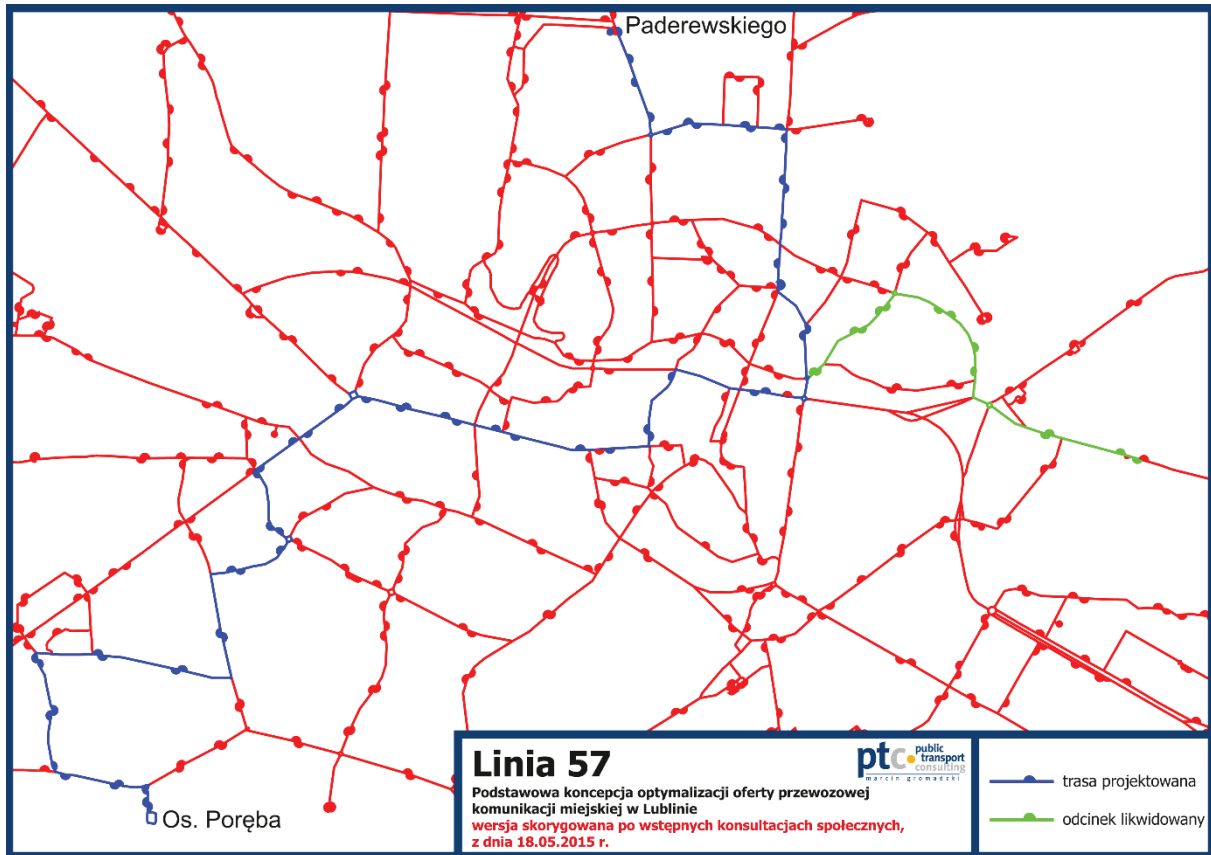 Paderewskiego
Os. Poręba
Linia 57
Podstawowa koncepcja optymalizacji oferty przewozowej
komunikacji miejskiej w Lublinie
wersja skorygowana po wstępnych konsultacjach społecznych,
z dnia 18.05.2015 r.
ptc
public
transport
consulting
marcin gromadzki
trasa projektowana
odcinek likwidowany